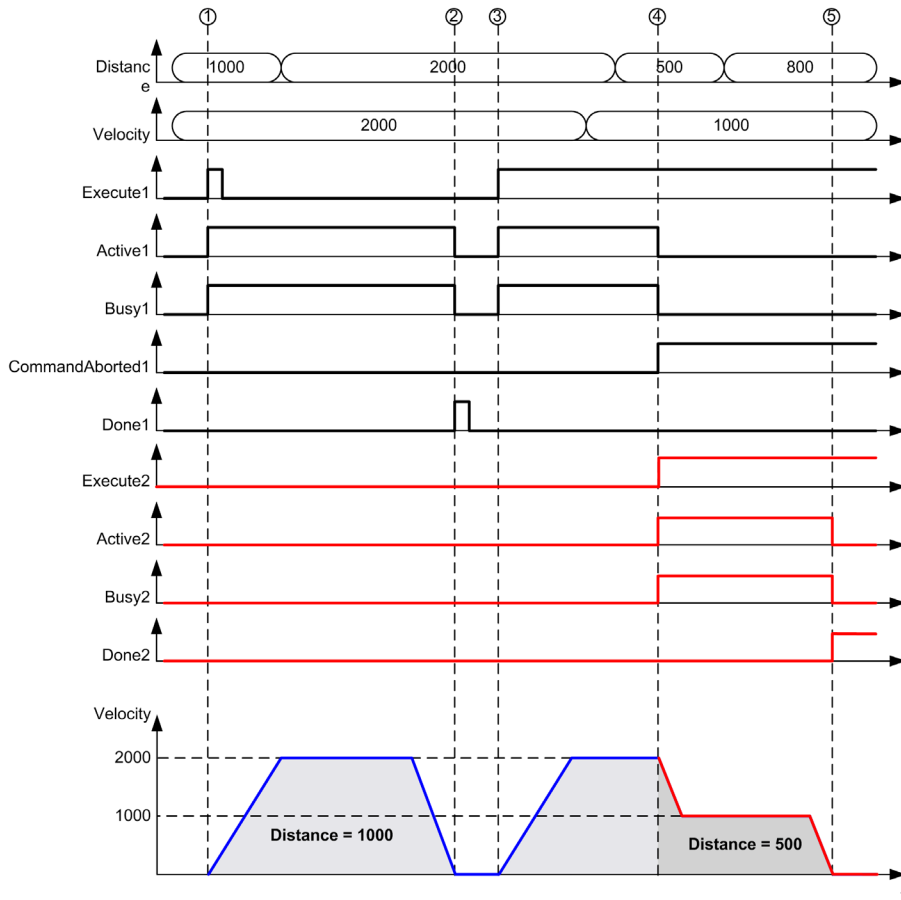 ① ② ③ ④ ⑤
Distanc
e
1000 2000 500 800
Velocity
2000 1000
Execute1
Active1
Busy1
CommandAborted1
Done1
Execute2
Active2
Busy2
Done2
Velocity
2000
1000
Distance = 1000
Distance = 500